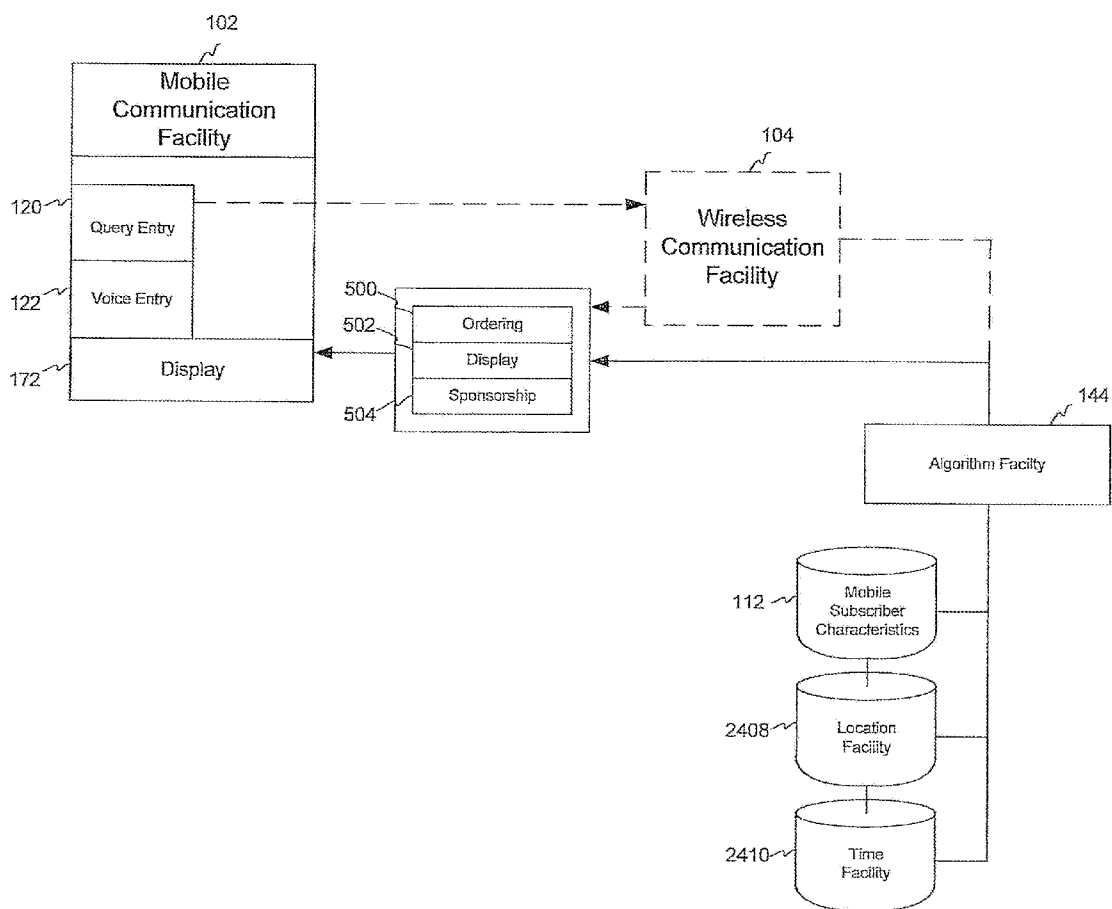 102
Mobile
Communication
Facility
104
120
Query Entry
Wireless
Communication
Facility
122
Voice Entry
500
Ordering
502
Display
172
Display
504
Sponsorship
144
Algorithm Facilty
112
Mobile
Subscriber
Characteristics
2408
Location
Facility
2410
Time
Facility